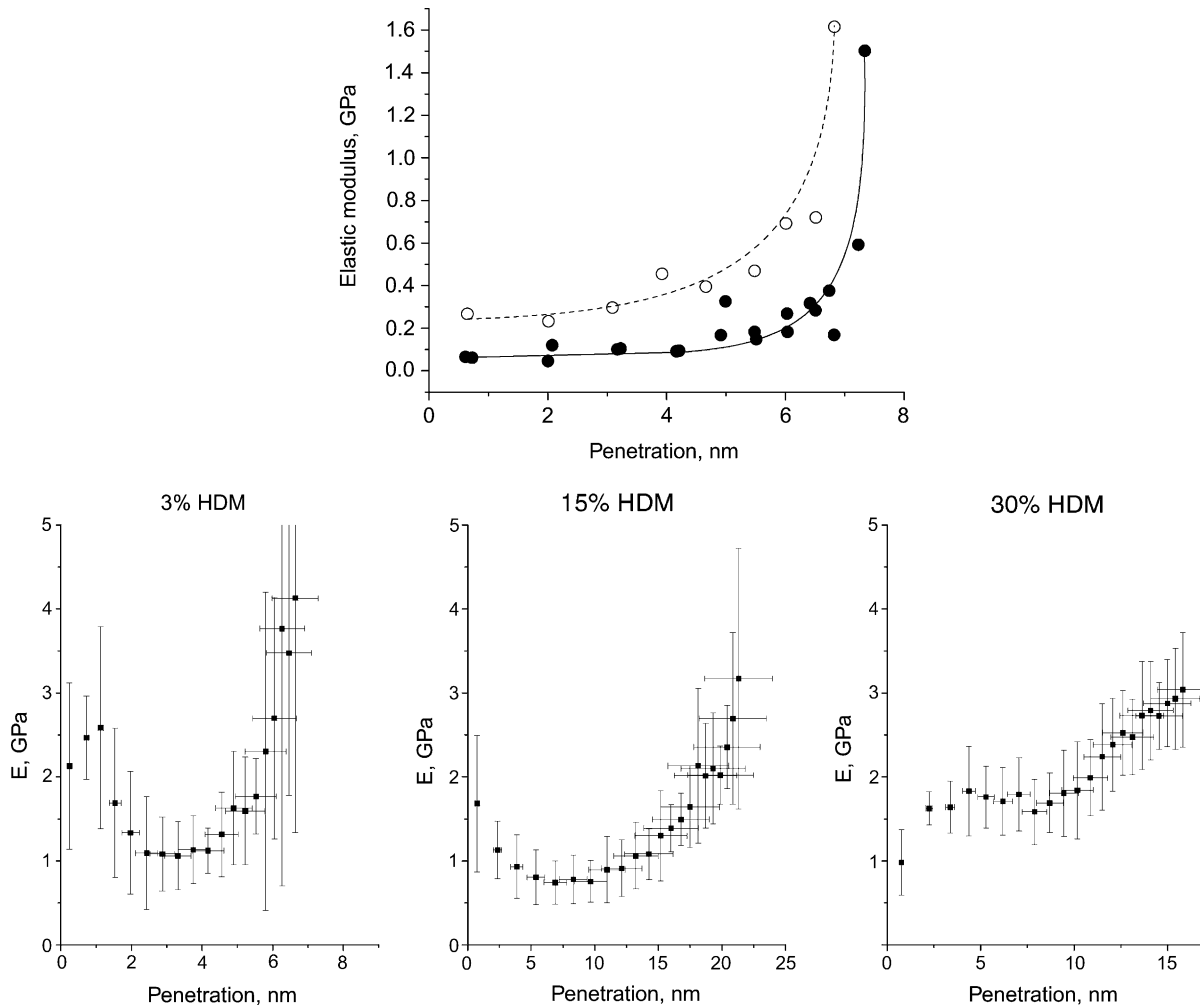 1.6
1.4
1.2
1.0
0.8
0.6
0.4
0.2
0.0
Elastic modulus, GPa
0 2 4 6 8
Penetration, nm
3% HDM
5
4
3
2
1
0
E, GPa
0 2 4 6 8
Penetration, nm
15% HDM
5
4
3
2
1
0
E, GPa
0 5 10 15 20 25
Penetration, nm
30% HDM
5
4
3
2
1
0
E, GPa
0 5 10 15
Penetration, nm